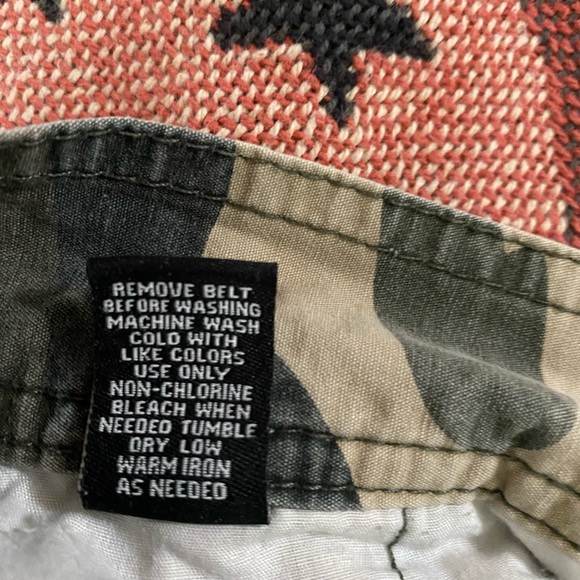 REMOVE BELT
BEFORE WASHING
MACHINE WASH
COLD WITH
LIKE COLORS
USE ONLY
NON-CHLORINE
BLEACH WHEN
NEEDED TUMBLE
DRY LOW
WARM IRON
AS NEEDED